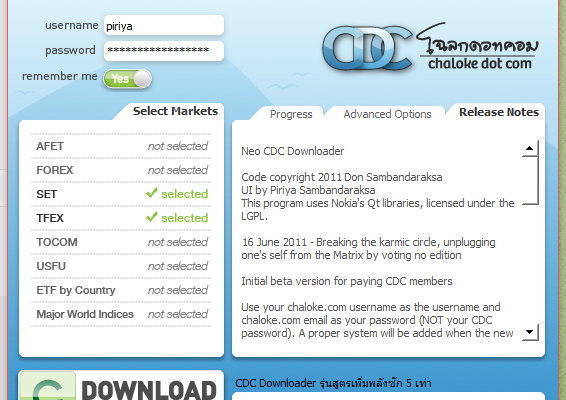 username piriya
password *****************
remember me Yes
CDC โฉลกดอทคอม
chaloke dot com
Select Markets
AFET not selected
FOREX not selected
SET selected
TFEX selected
TOCOM not selected
USFU not selected
ETF by Country not selected
Major World Indices not selected
Progress Advanced Options Release Notes
Neo CDC Downloader
Code copyright 2011 Don Sambandaraksa
UI by Piriya Sambandaraksa
This program uses Nokia's Qt libraries, licensed under the
LGPL.
16 June 2011 - Breaking the karmic circle, unplugging
one's self from the Matrix by voting no edition
Initial beta version for paying CDC members
Use your chaloke.com username as the username and
chaloke.com email as your password (NOT your CDC
password). A proper system will be added when the new
DOWNLOAD
CDC Downloader รุ่นสูตรเพิ่มพลังซัก 5 เท่า